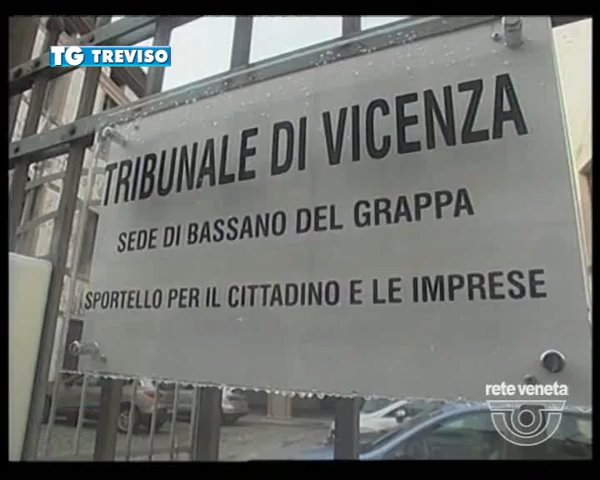 TG TREVISO
TRIBUNALE DI VICENZA
SEDE DI BASSANO DEL GRAPPA
SPORTELLO PER IL CITTADINO E LE IMPRESE
rete veneta